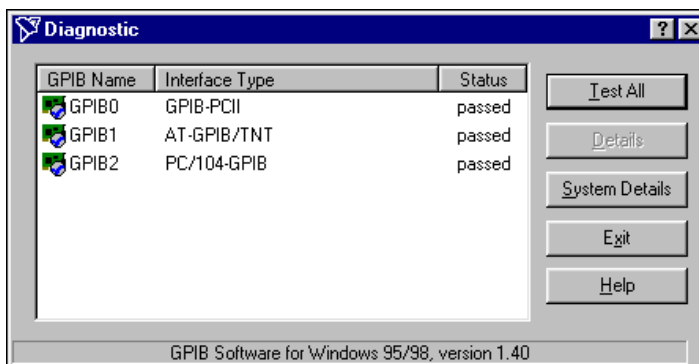 Diagnostic
GPIB Name Interface Type Status
GPIB0 GPIB-PCII passed
GPIB1 AT-GPIB/TNT passed
GPIB2 PC/104-GPIB passed
Test All
Details
System Details
Exit
Help
GPIB Software for Windows 95/98, version 1.40